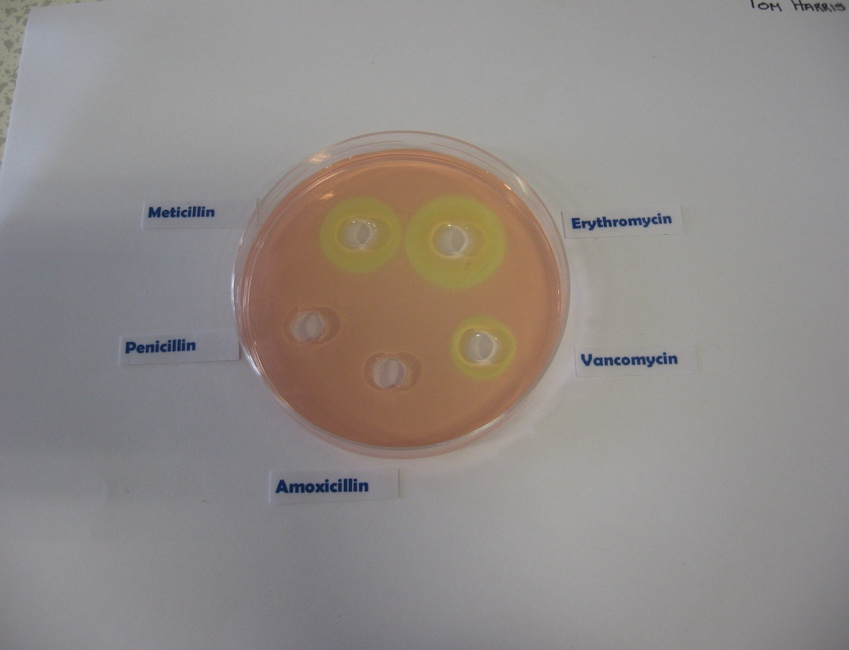 TOM HARRIS
Meticillin
Erythromycin
Penicillin
Vancomycin
Amoxicillin